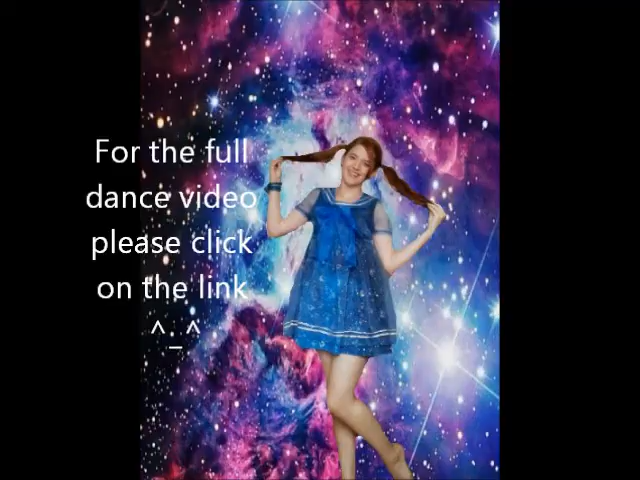 For the full
dance video
please click
on the link
^_^